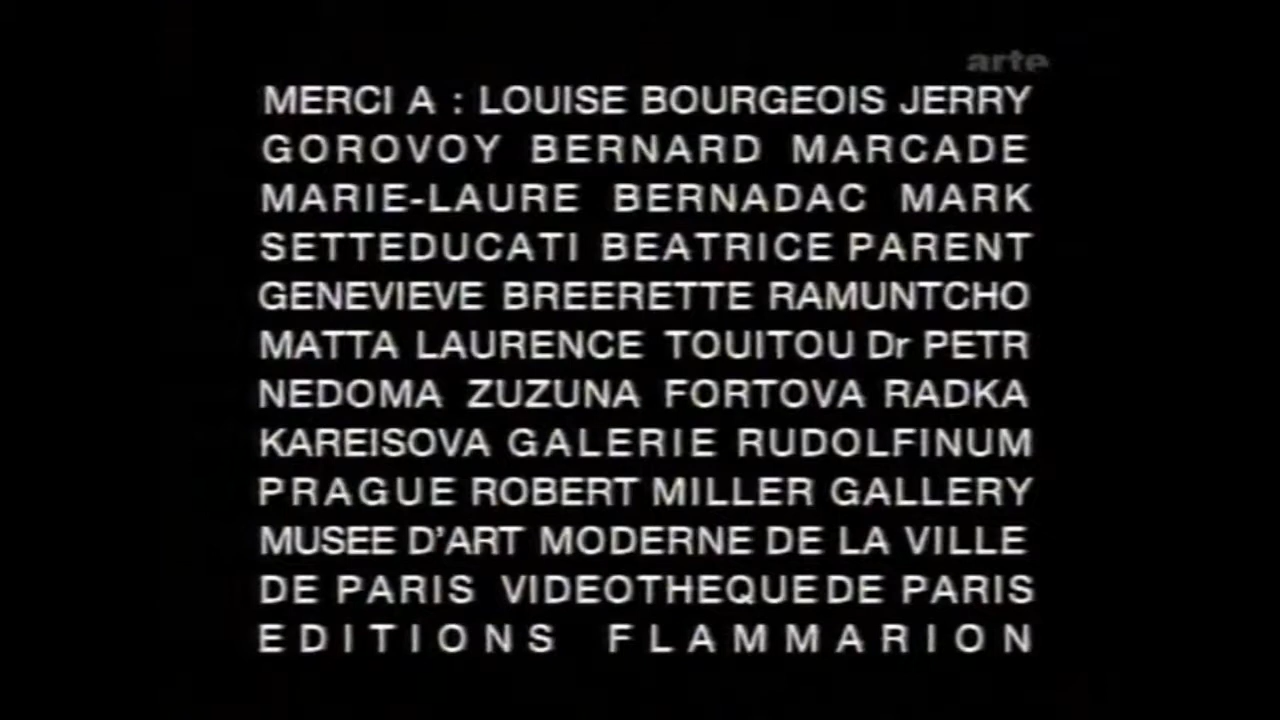 arte
MERCI A : LOUISE BOURGEOIS JERRY
GOROVOY BERNARD MARCADE
MARIE-LAURE BERNADAC MARK
SETTEDUCATI BEATRICE PARENT
GENEVIEVE BREERETTE RAMUNTCHO
MATTA LAURENCE TOUITOU Dr PETR
NEDOMA ZUZUNA FORTOVA RADKA
KAREISOVA GALERIE RUDOLFINUM
PRAGUE ROBERT MILLER GALLERY
MUSEE D'ART MODERNE DE LA VILLE
DE PARIS VIDEOTHEQUE DE PARIS
EDITIONS FLAMMARION